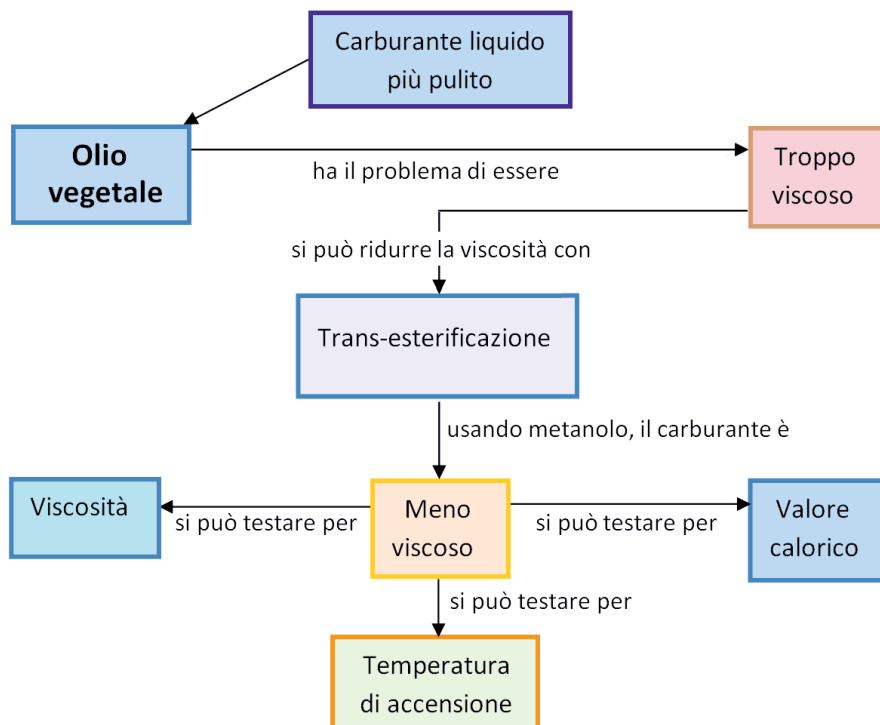 Carburante liquido
più pulito
Olio
vegetale
ha il problema di essere
Troppo
viscoso
si può ridurre la viscosità con
Trans-esterificazione
usando metanolo, il carburante è
Viscosità
si può testare per
Meno
viscoso
si può testare per
Valore
calorico
si può testare per
Temperatura
di accensione